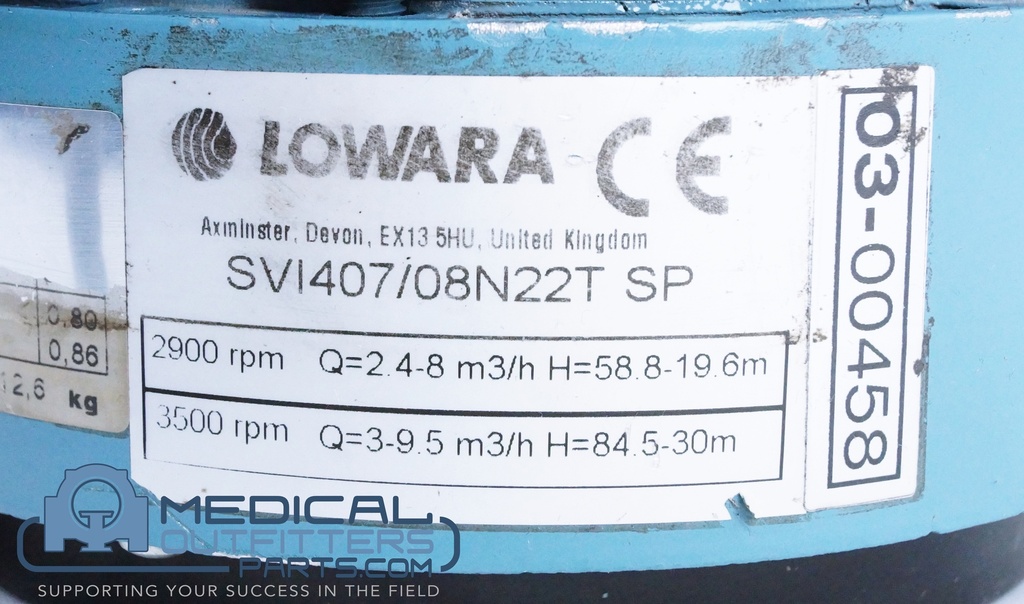 LOWARA CE
Axminster, Devon, EX13 5HU, United Kingdom
SVI407/08N22T SP
2900 rpm Q=2.4-8 m3/h H=58.8-19.6m
3500 rpm Q=3-9.5 m3/h H=84.5-30m
03-00458
0,80
0,86
12,6 kg
MEDICAL
OUTFITTERS
PARTS.COM
SUPPORTING YOUR SUCCESS IN THE FIELD